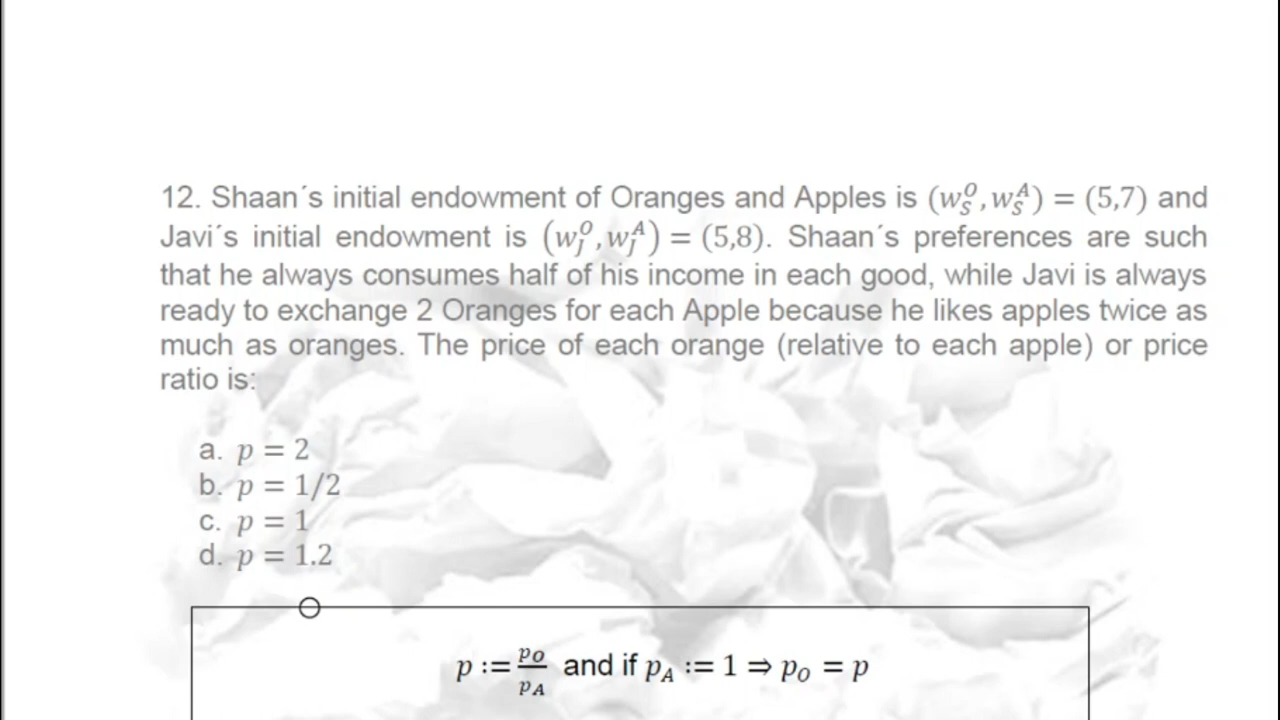 12. Shaan´s initial endowment of Oranges and Apples is (w_S^O, w_S^A) = (5,7) and
Javi´s initial endowment is (w_J^O, w_J^A) = (5,8). Shaan´s preferences are such
that he always consumes half of his income in each good, while Javi is always
ready to exchange 2 Oranges for each Apple because he likes apples twice as
much as oranges. The price of each orange (relative to each apple) or price
ratio is:
a. p = 2
b. p = 1/2
c. p = 1
d. p = 1.2
p := p_O/p_A and if p_A := 1 ⇒ p_O = p